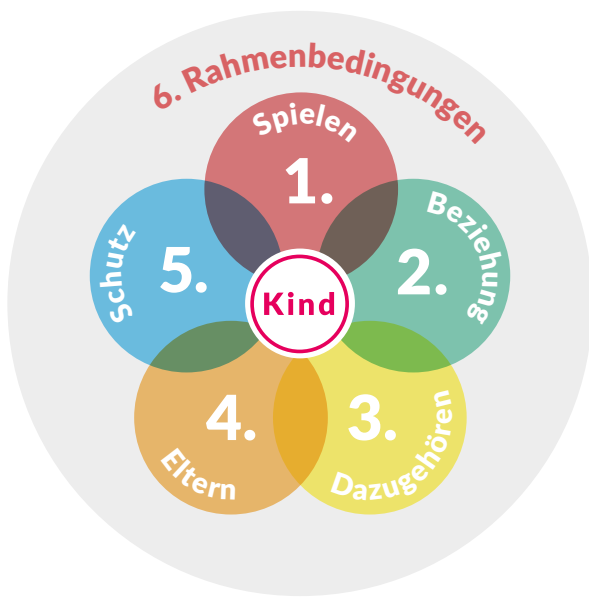 6. Rahmenbedingungen
Spielen
1.
Beziehung
2.
Dazugehören
3.
Eltern
4.
Schutz
5.
Kind